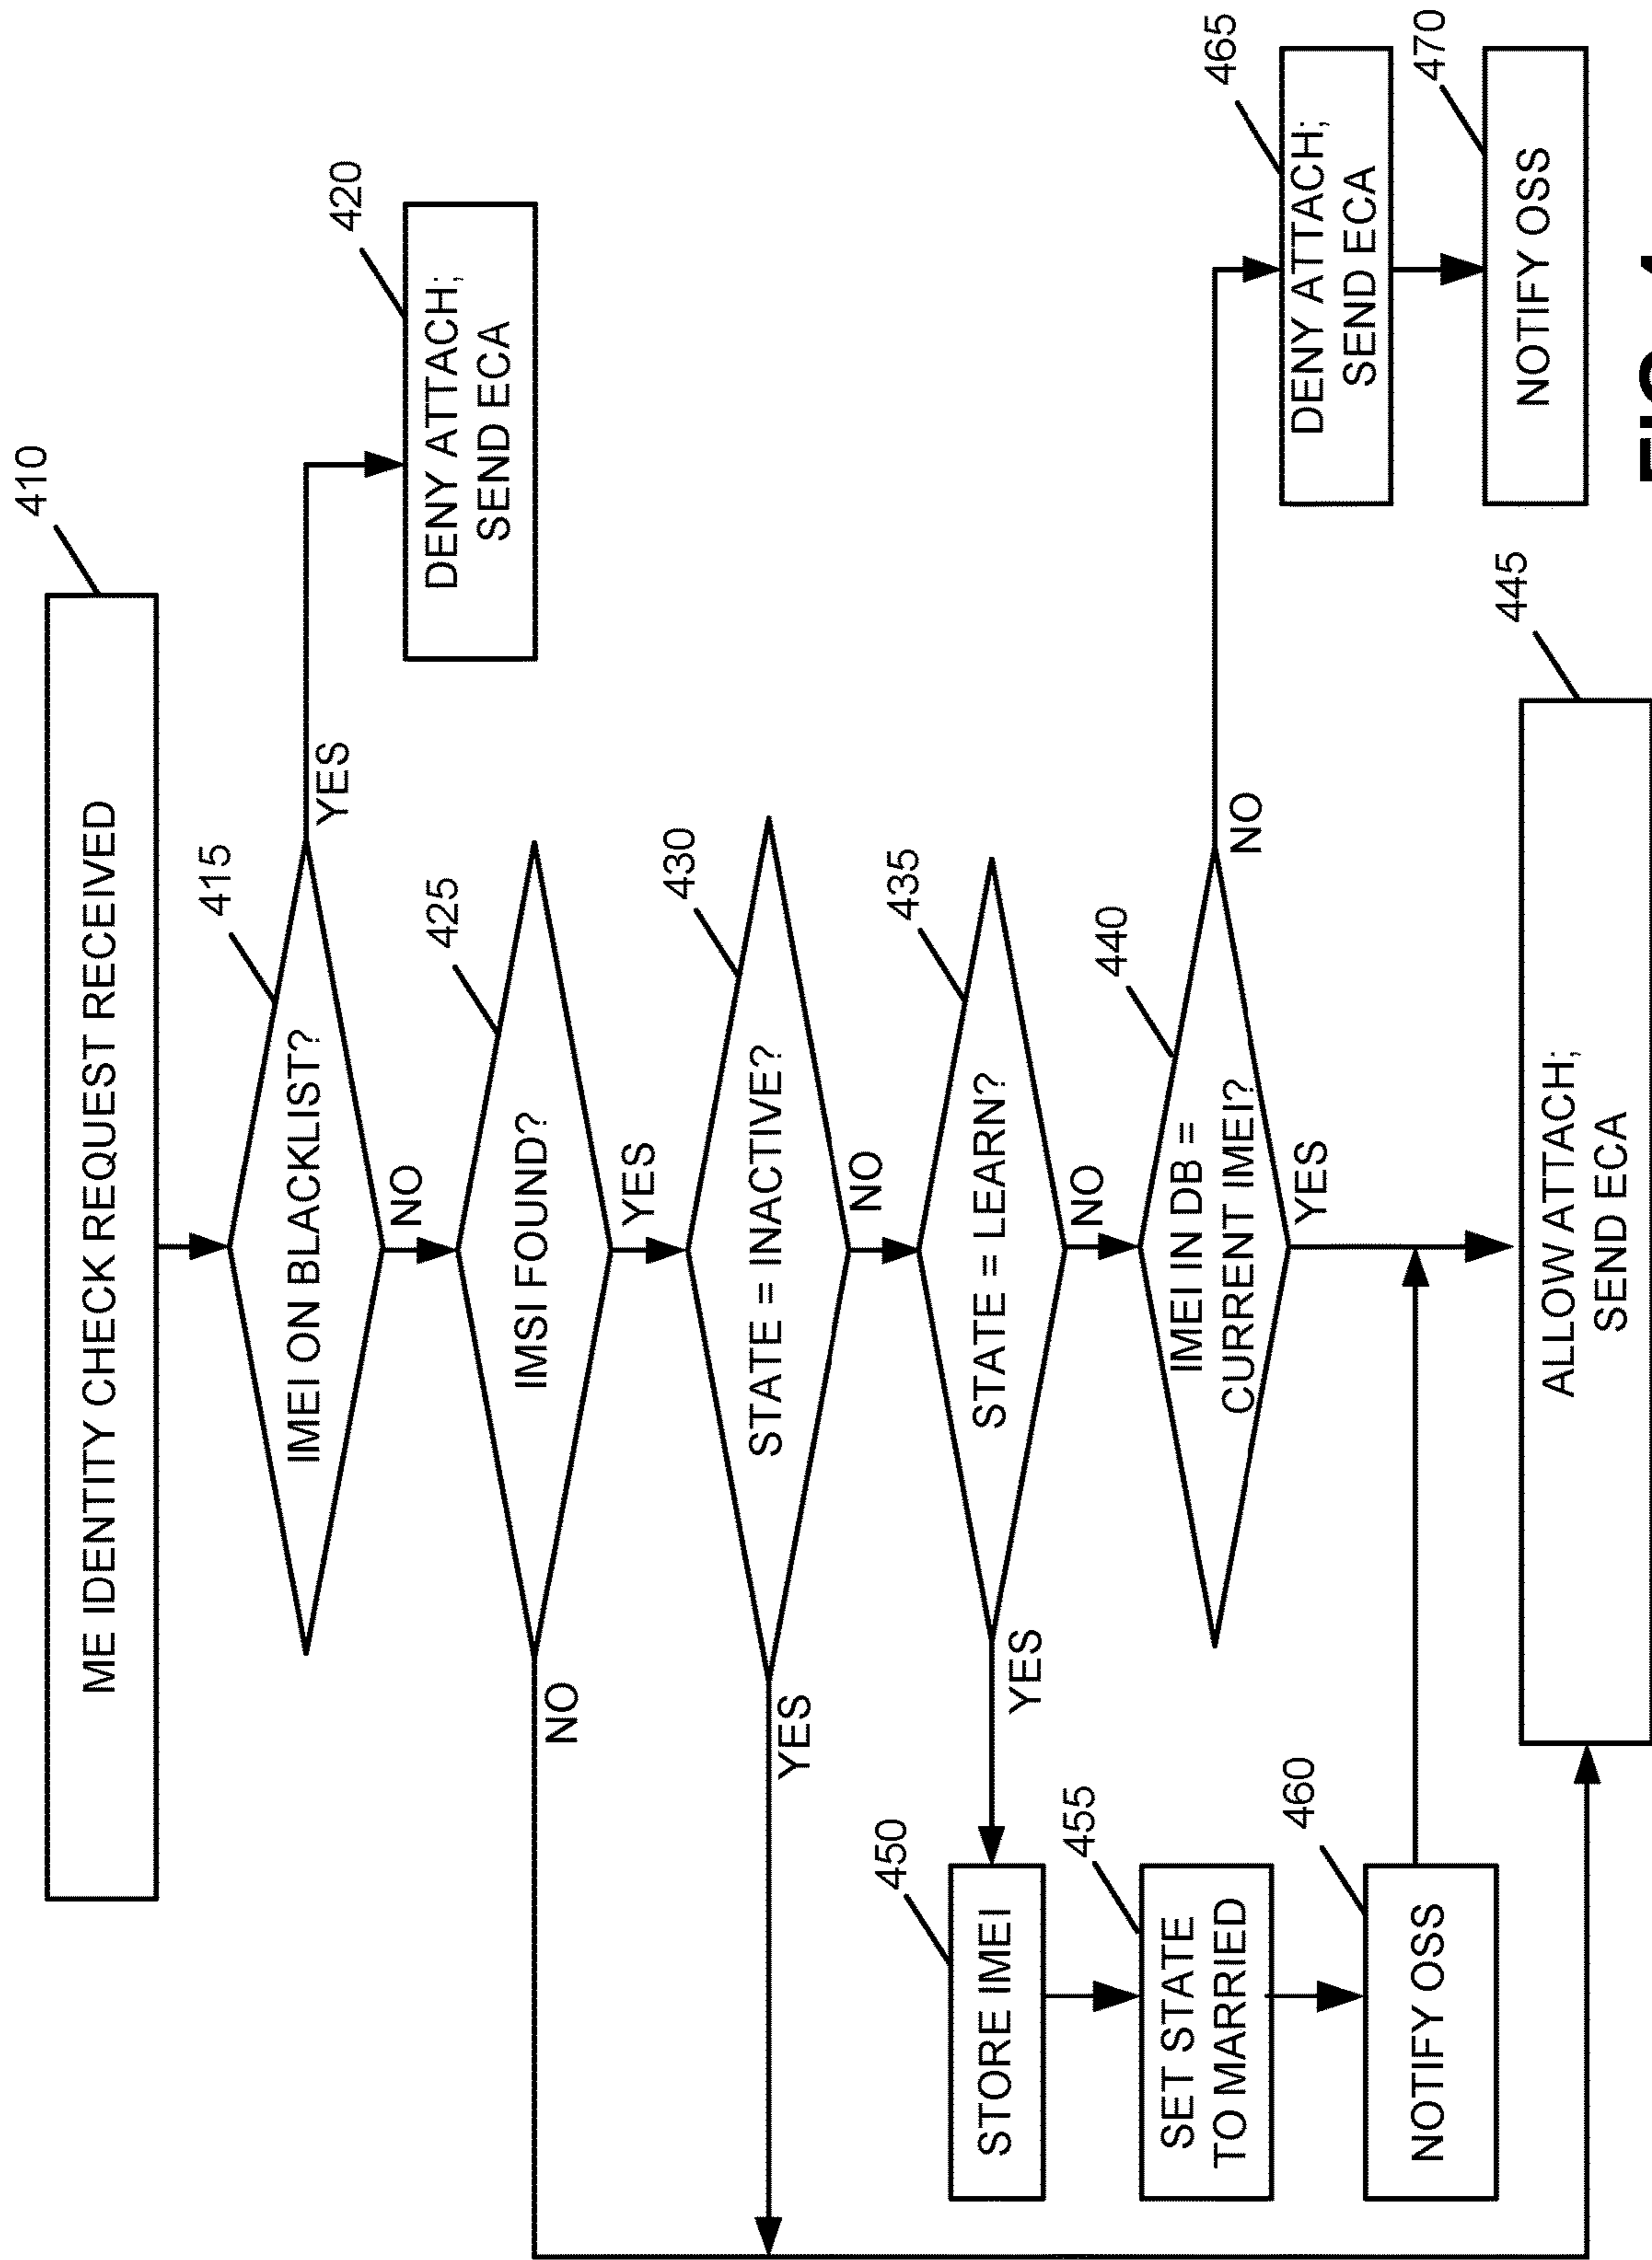 410
ME IDENTITY CHECK REQUEST RECEIVED
415
IMEI ON BLACKLIST?
YES
NO
420
DENY ATTACH;
SEND ECA
425
IMSI FOUND?
NO
YES
430
STATE = INACTIVE?
YES
NO
435
STATE = LEARN?
YES
NO
440
IMEI IN DB =
CURRENT IMEI?
NO
YES
450
STORE IMEI
455
SET STATE
TO MARRIED
460
NOTIFY OSS
465
DENY ATTACH;
SEND ECA
470
NOTIFY OSS
445
ALLOW ATTACH;
SEND ECA